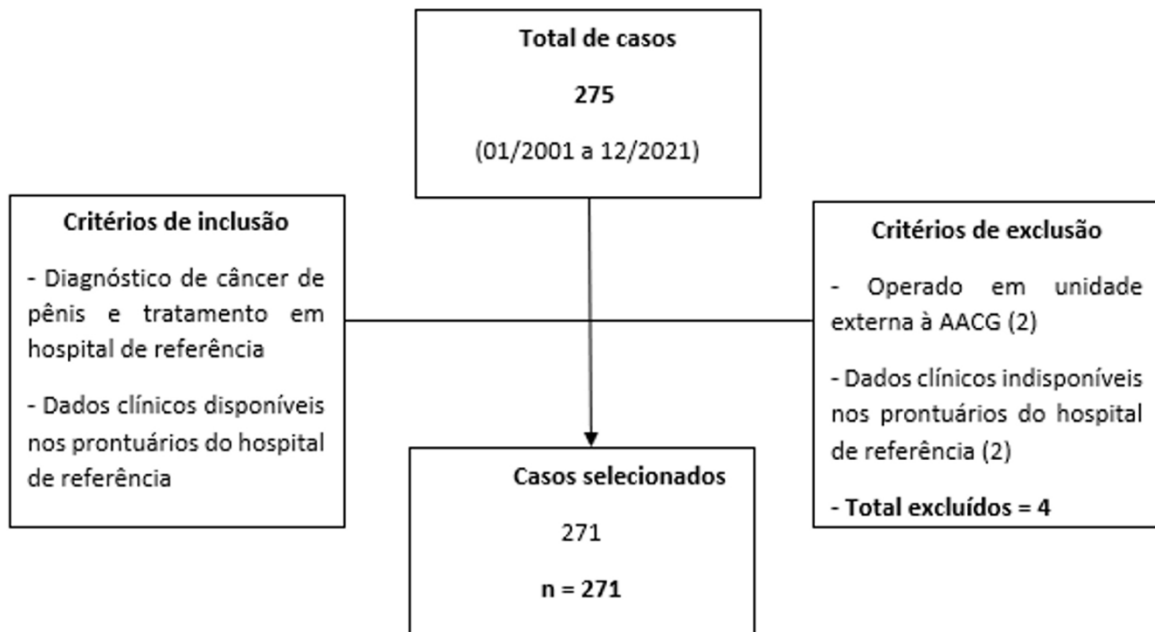 Total de casos
275
(01/2001 a 12/2021)
Critérios de inclusão
- Diagnóstico de câncer de
pênis e tratamento em
hospital de referência
- Dados clínicos disponíveis
nos prontuários do hospital
de referência
Critérios de exclusão
- Operado em unidade
externa à AACG (2)
- Dados clínicos indisponíveis
nos prontuários do hospital
de referência (2)
- Total excluídos = 4
Casos selecionados
271
n = 271